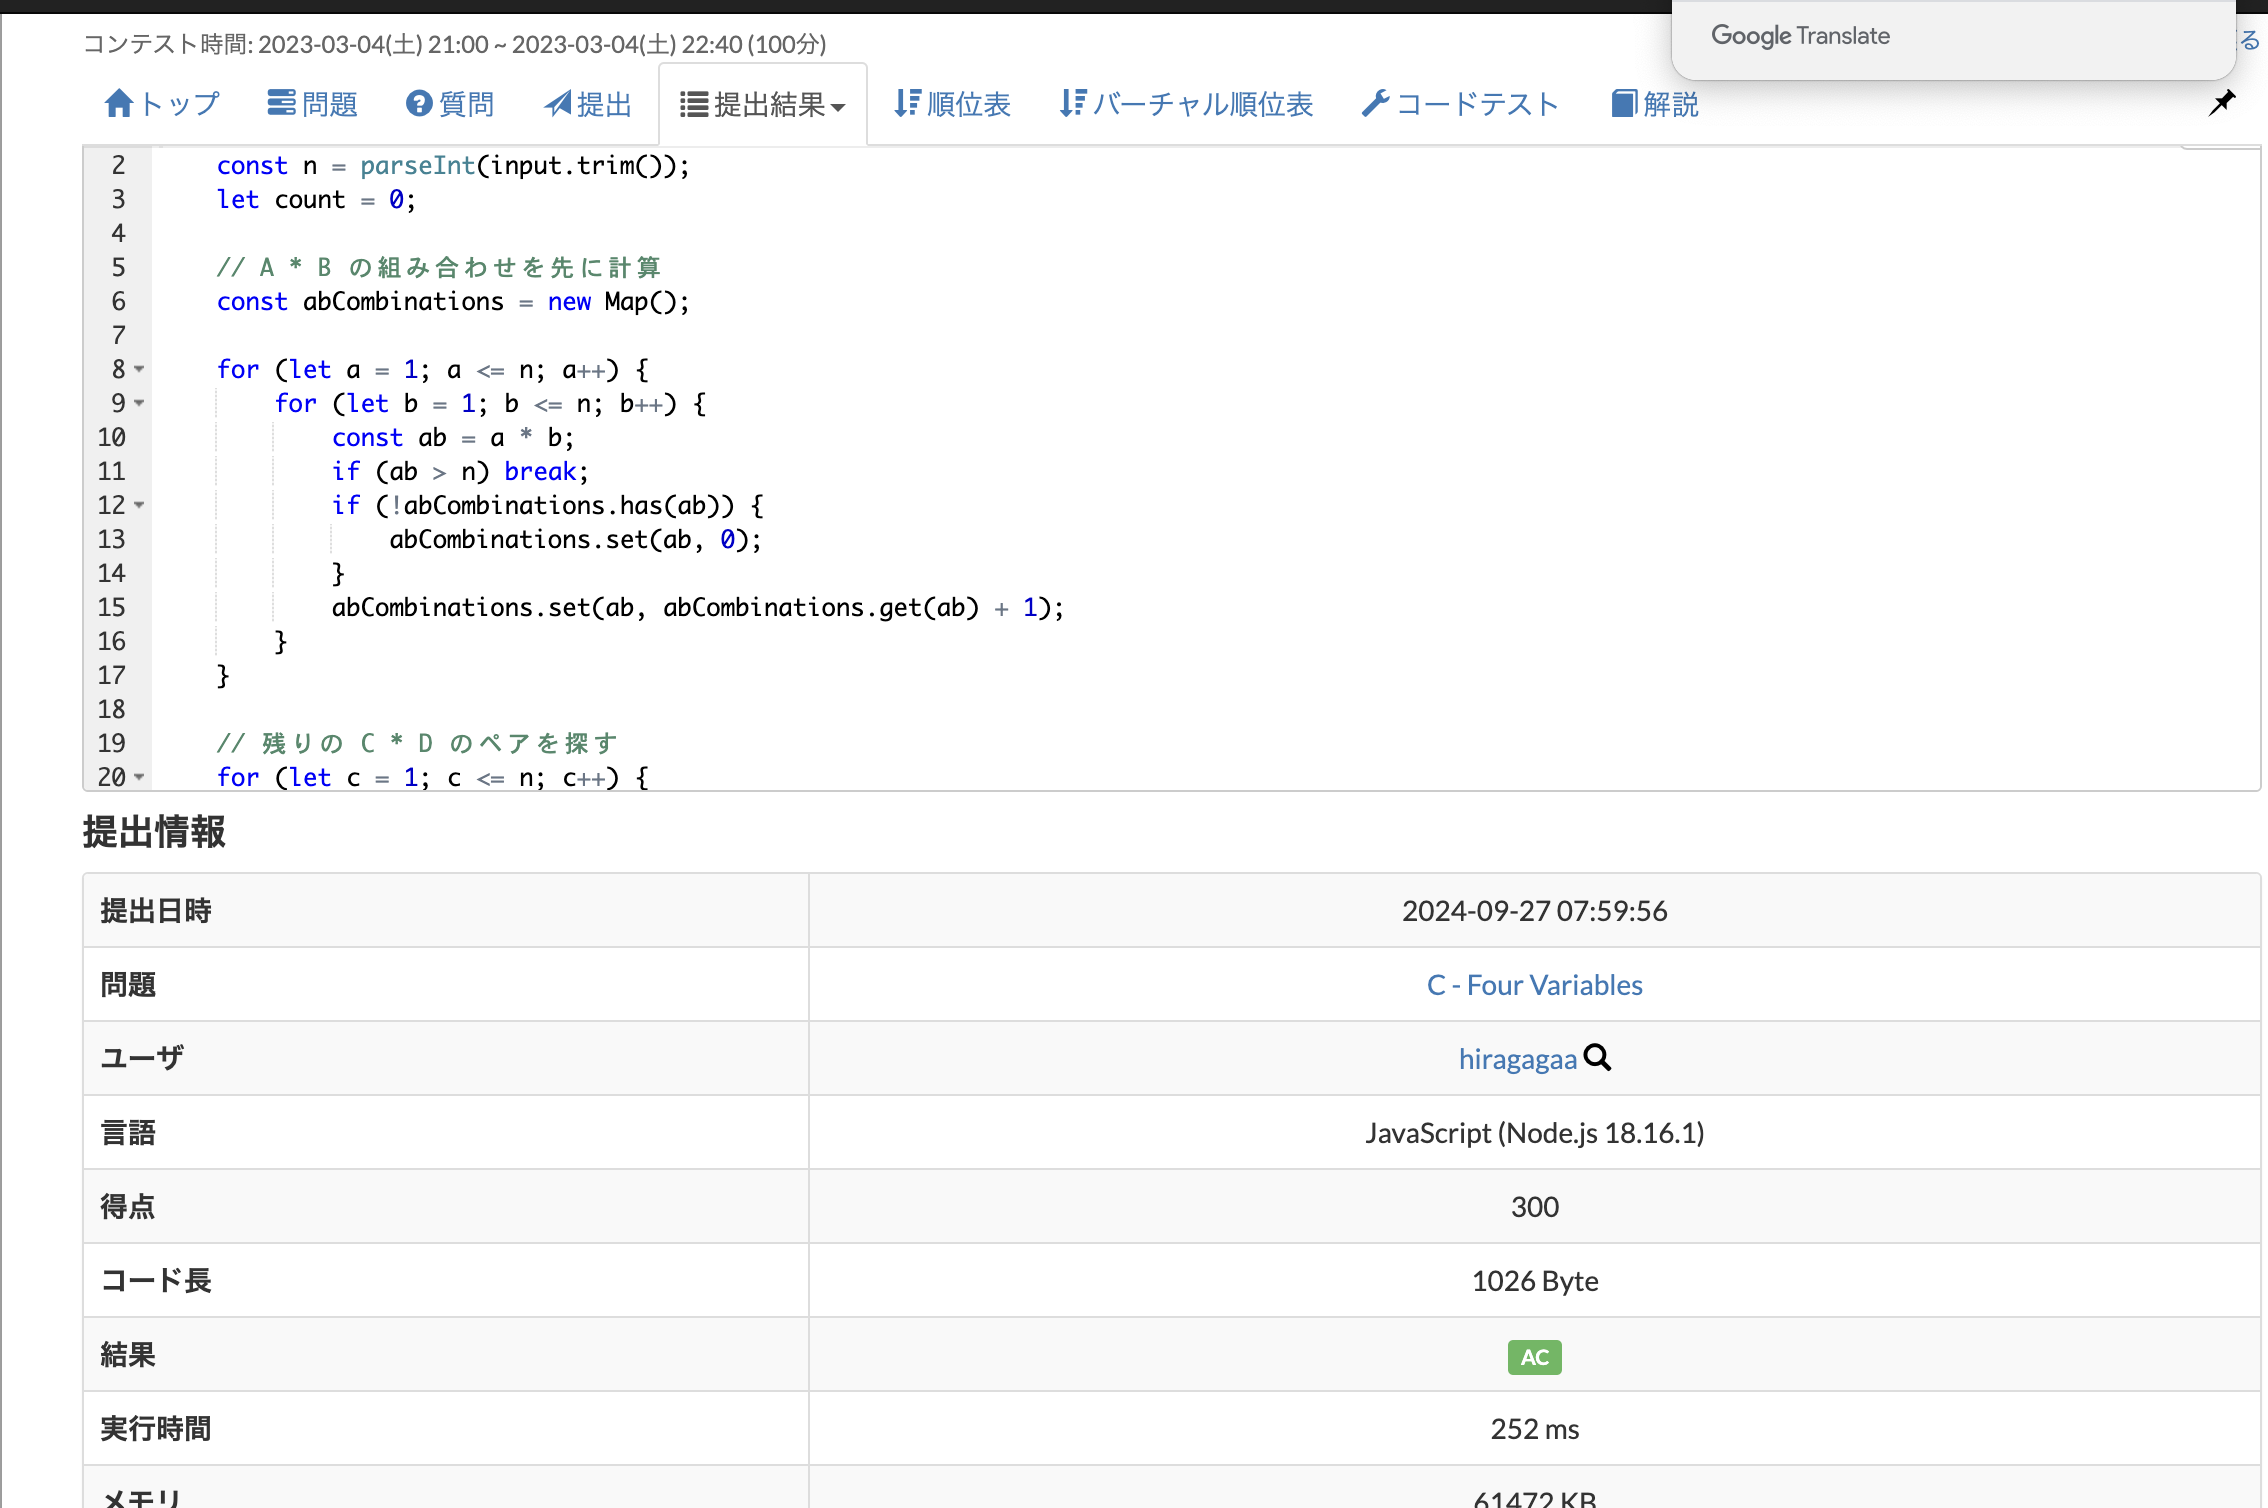 Google Translate
コンテスト時間: 2023-03-04(土) 21:00 ~ 2023-03-04(土) 22:40 (100分)
る
トップ 問題 質問 提出 提出結果 順位表 バーチャル順位表 コードテスト 解説
2 const n = parseInt(input.trim());
3 let count = 0;
4
5 // A * B の組み合わせを先に計算
6 const abCombinations = new Map();
7
8 for (let a = 1; a <= n; a++) {
9 for (let b = 1; b <= n; b++) {
10 const ab = a * b;
11 if (ab > n) break;
12 if (!abCombinations.has(ab)) {
13 abCombinations.set(ab, 0);
14 }
15 abCombinations.set(ab, abCombinations.get(ab) + 1);
16 }
17 }
18
19 // 残りの C * D のペアを探す
20 for (let c = 1; c <= n; c++) {
提出情報
提出日時 2024-09-27 07:59:56
問題 C - Four Variables
ユーザ hiragagaa
言語 JavaScript (Node.js 18.16.1)
得点 300
コード長 1026 Byte
結果 AC
実行時間 252 ms
メモリ 61472 KB